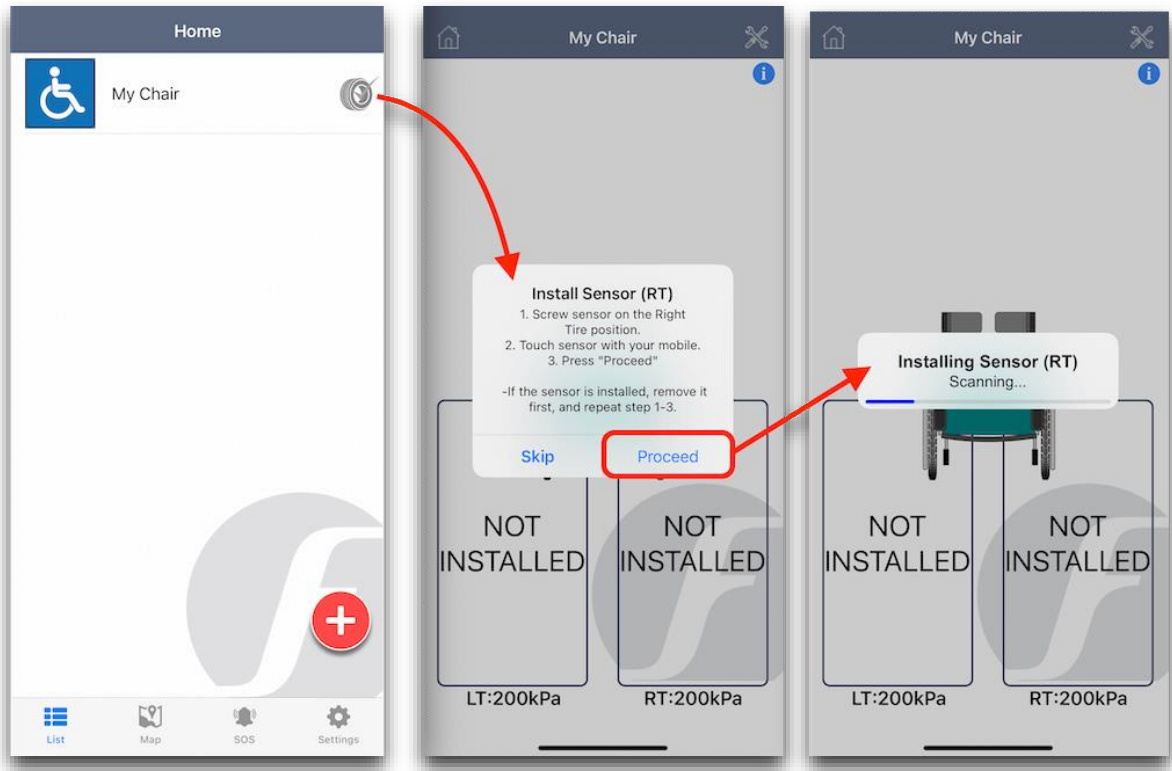 Home
My Chair
List
Map
SOS
Settings
My Chair
i
Install Sensor (RT)
1. Screw sensor on the Right
Tire position.
2. Touch sensor with your mobile.
3. Press "Proceed"
-If the sensor is installed, remove it
first, and repeat step 1-3.
Skip
Proceed
NOT
INSTALLED
NOT
INSTALLED
LT:200kPa
RT:200kPa
My Chair
i
Installing Sensor (RT)
Scanning...
NOT
INSTALLED
NOT
INSTALLED
LT:200kPa
RT:200kPa